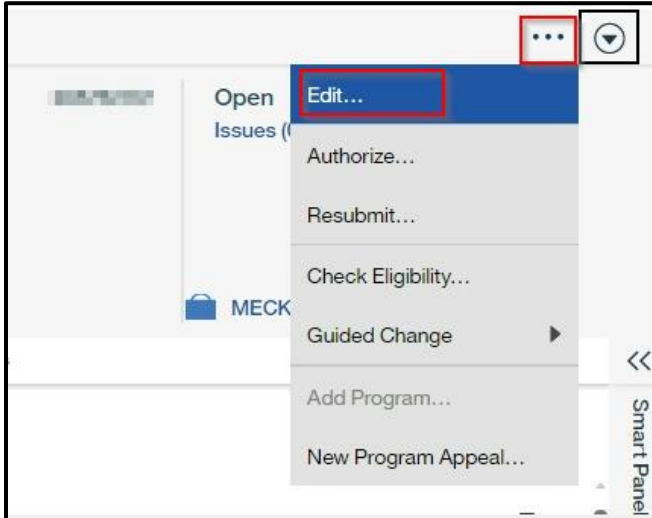 ...
Open
Issues (
Edit...
Authorize...
Resubmit...
Check Eligibility...
MECK
Guided Change
Add Program...
New Program Appeal...
Smart Panel